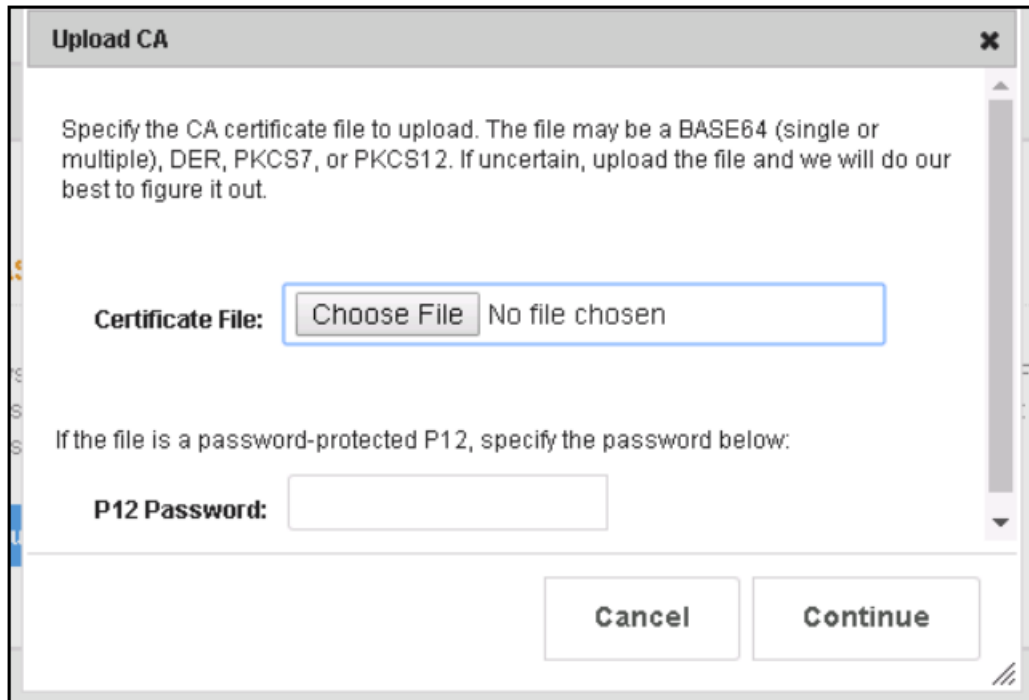 Upload CA
Specify the CA certificate file to upload. The file may be a BASE64 (single or
multiple), DER, PKCS7, or PKCS12. If uncertain, upload the file and we will do our
best to figure it out.
Certificate File: Choose File No file chosen
If the file is a password-protected P12, specify the password below:
P12 Password:
Cancel Continue